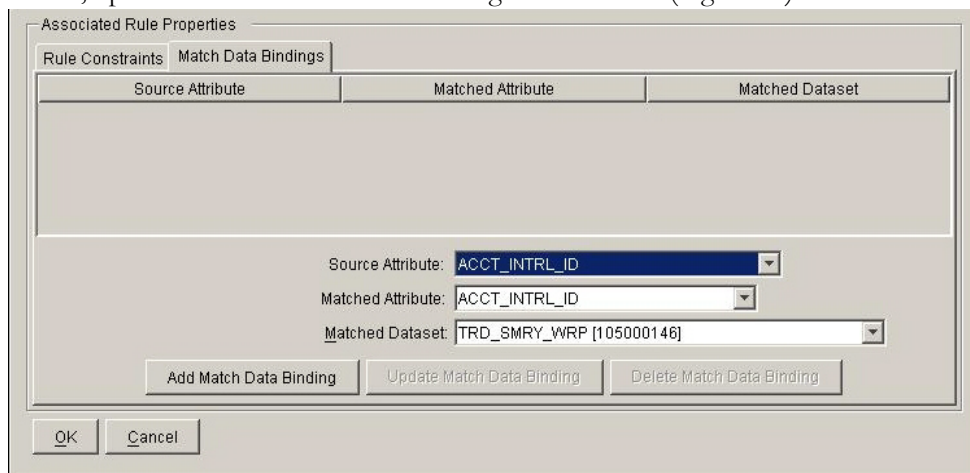 Associated Rule Properties
Rule Constraints Match Data Bindings
Source Attribute Matched Attribute Matched Dataset
Source Attribute: ACCT_INTRL_ID
Matched Attribute: ACCT_INTRL_ID
Matched Dataset: TRD_SMRY_WRP [105000146]
Add Match Data Binding Update Match Data Binding Delete Match Data Binding
OK Cancel